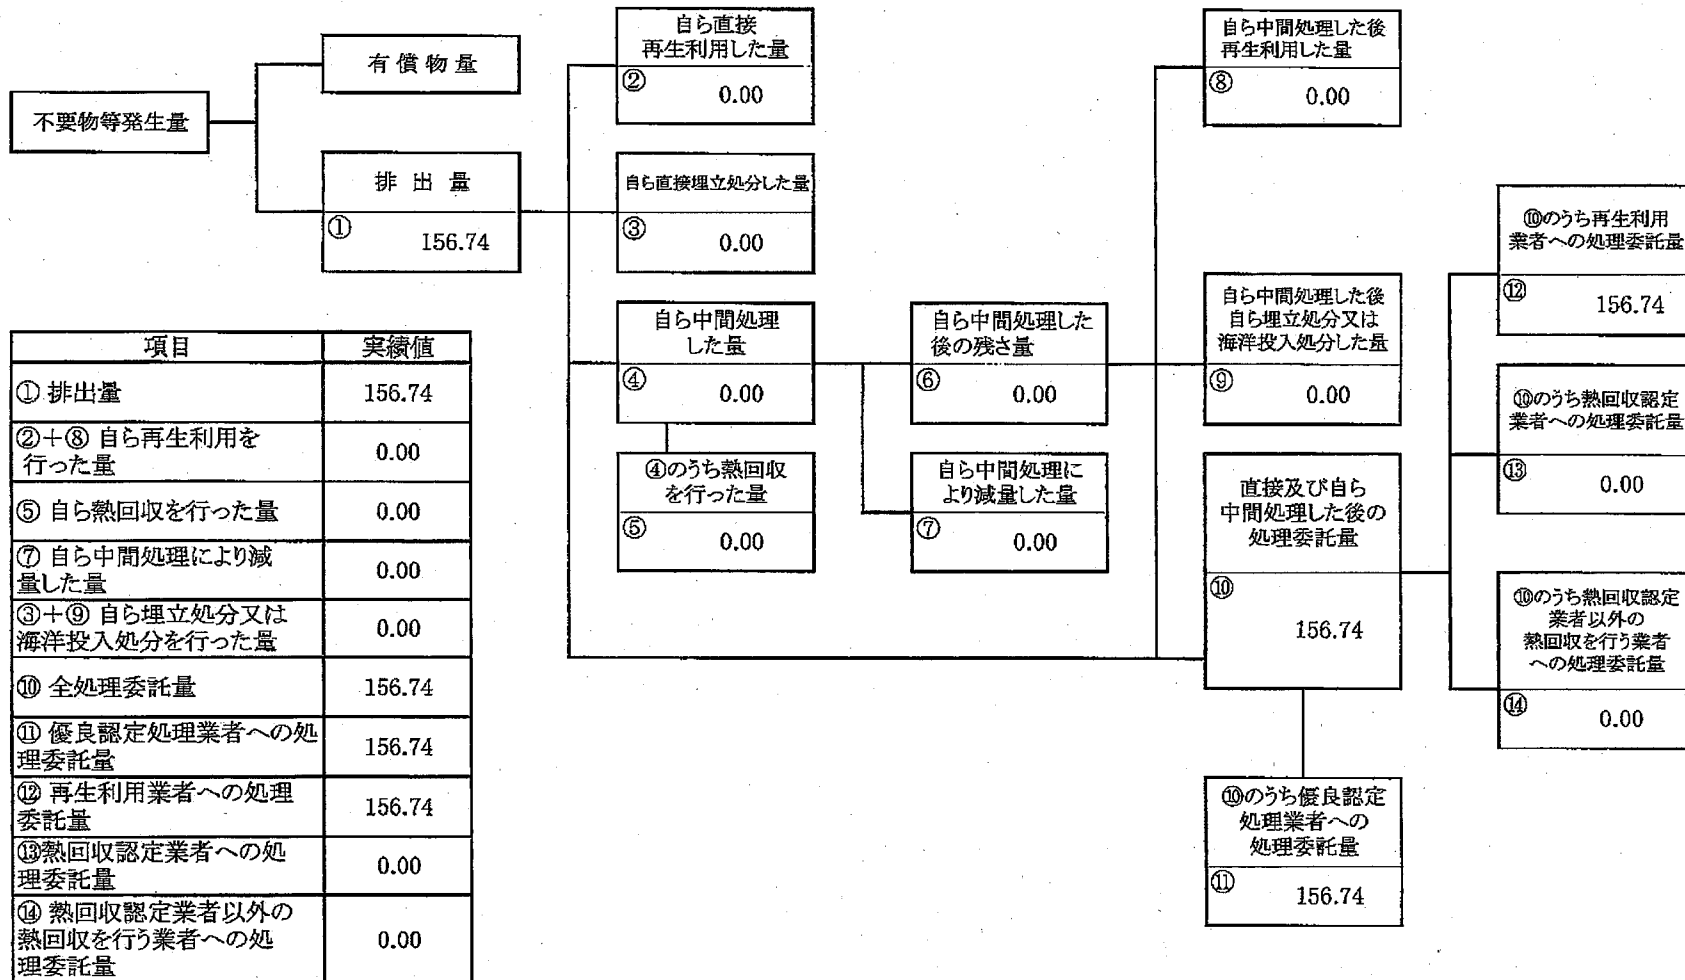 不要物等発生量
有償物量
排出量
①
156.74
自ら直接
再生利用した量
②
0.00
自ら直接埋立処分した量
③
0.00
自ら中間処理
した量
④
0.00
④のうち熱回収
を行った量
⑤
0.00
自ら中間処理した
後の残さ量
⑥
0.00
自ら中間処理に
より減量した量
⑦
0.00
自ら中間処理した後
再生利用した量
⑧
0.00
自ら中間処理した後
自ら埋立処分又は
海洋投入処分した量
⑨
0.00
直接及び自ら
中間処理した後の
処理委託量
⑩
156.74
⑩のうち優良認定
処理業者への
処理委託量
⑪
156.74
⑩のうち再生利用
業者への処理委託量
⑫
156.74
⑩のうち熱回収認定
業者への処理委託量
⑬
0.00
⑩のうち熱回収認定
業者以外の
熱回収を行う業者
への処理委託量
⑭
0.00
項目 実績値
① 排出量 156.74
②+⑧ 自ら再生利用を
行った量 0.00
⑤ 自ら熱回収を行った量 0.00
⑦ 自ら中間処理により減
量した量 0.00
③+⑨ 自ら埋立処分又は
海洋投入処分を行った量 0.00
⑩ 全処理委託量 156.74
⑪ 優良認定処理業者への処
理委託量 156.74
⑫ 再生利用業者への処理
委託量 156.74
⑬熱回収認定業者への処
理委託量 0.00
⑭ 熱回収認定業者以外の
熱回収を行う業者への処
理委託量 0.00